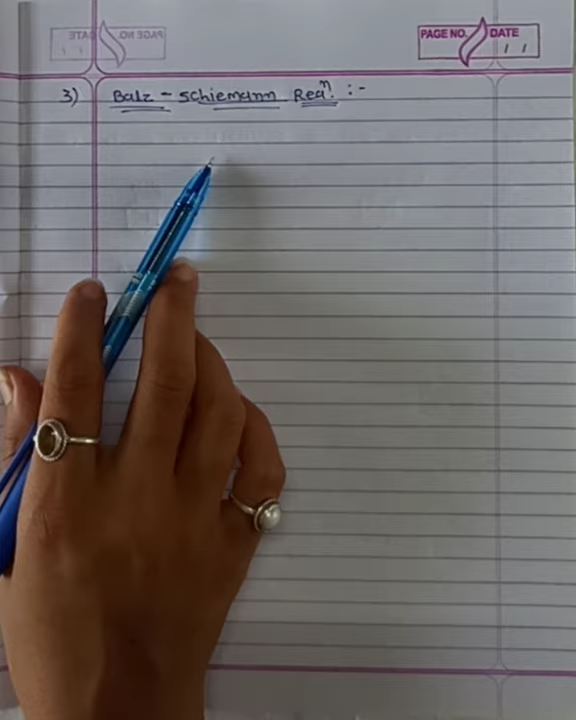 PAGE NO. DATE
/ /
3) Balz - Schiemann Reaⁿ. :-